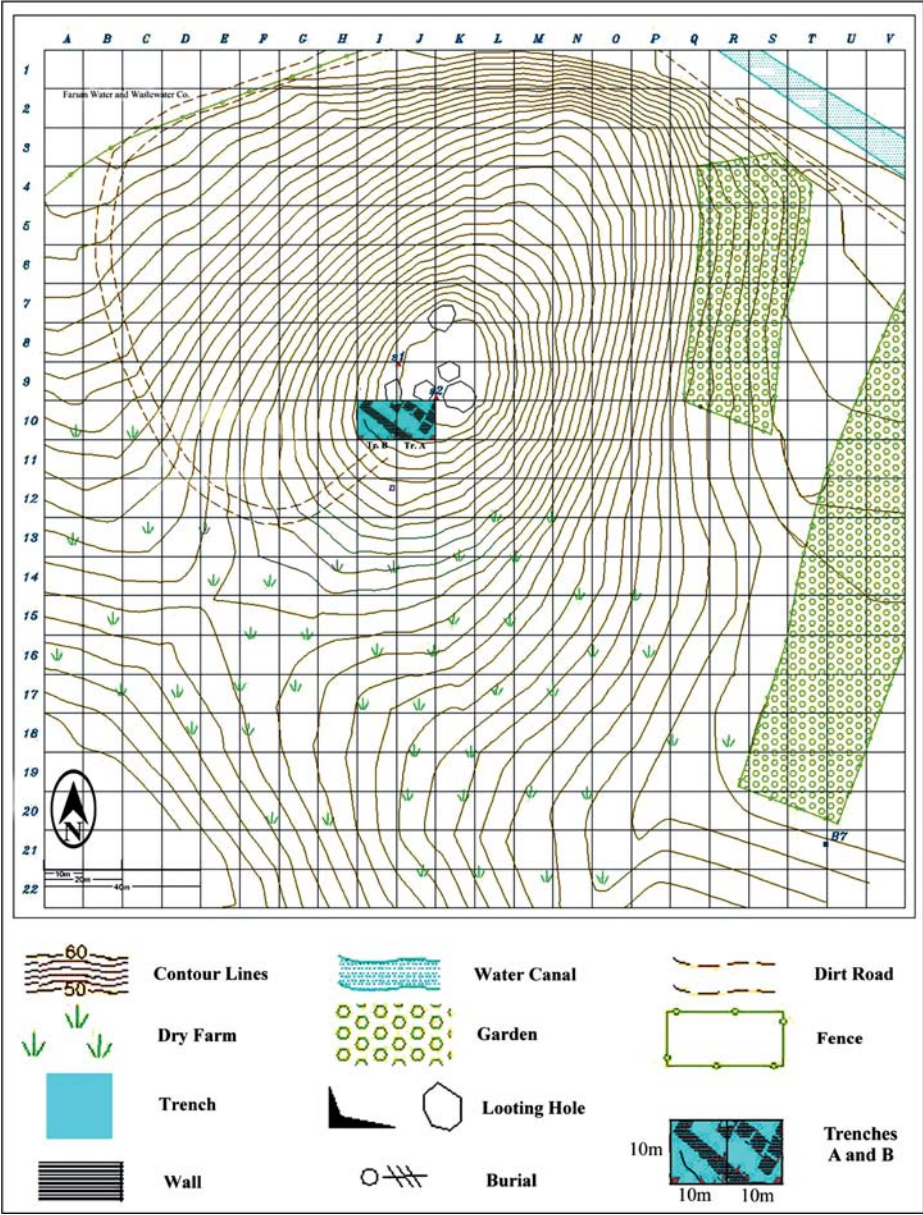 A B C D E F G H I J K L M N O P Q R S T U V
1
Farsan Water and Wastewater Co.
2
3
4
5
6
7
8
s1
9
s2
10
Tr. B Tr. A
11
12
13
14
15
16
17
18
19
20
N
B7
21
10m
20m
40m
22
60
50
Contour Lines
Water Canal
Dirt Road
Dry Farm
Garden
Fence
Trench
Looting Hole
10m
Trenches
A and B
Wall
Burial
10m 10m